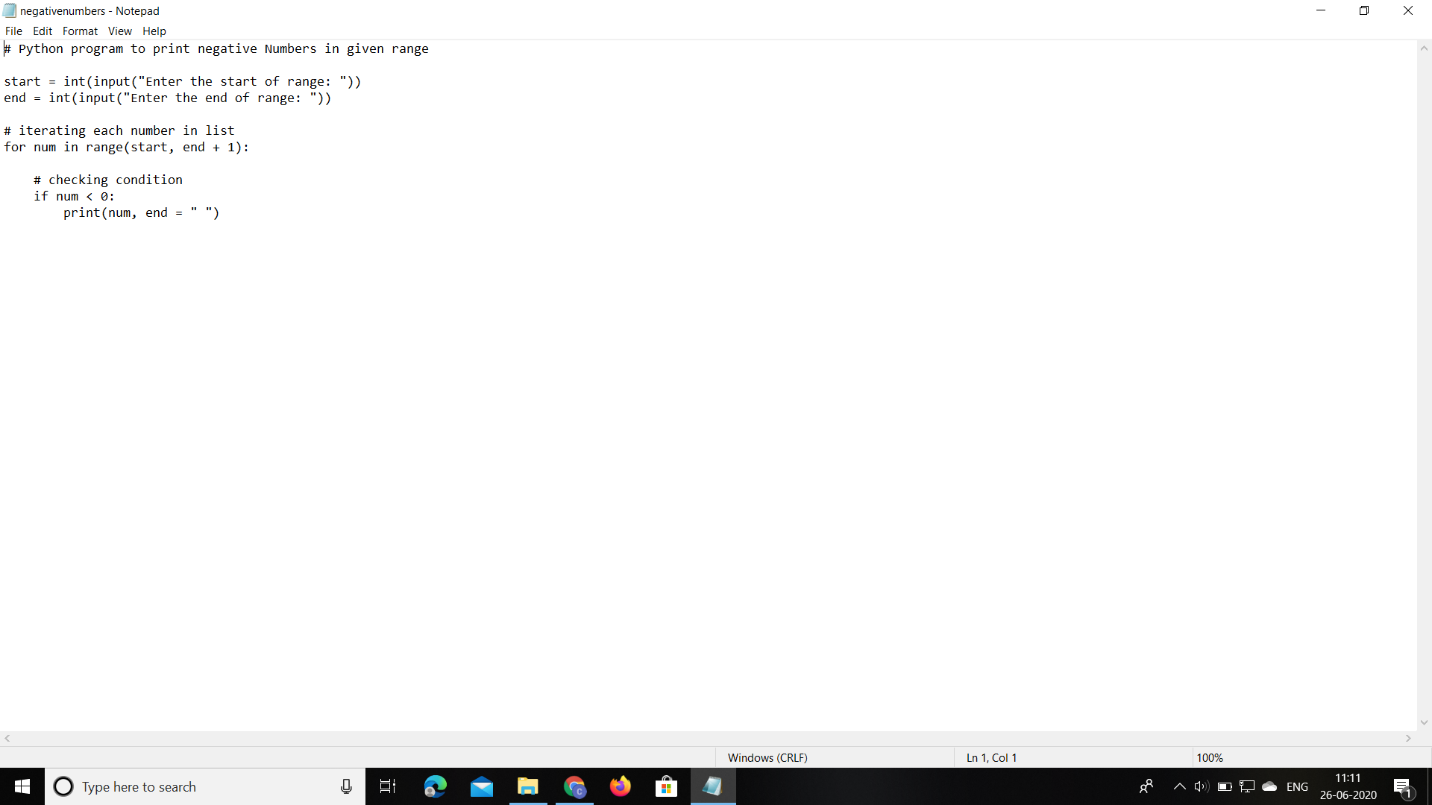 negativenumbers - Notepad
File Edit Format View Help
# Python program to print negative Numbers in given range

start = int(input("Enter the start of range: "))
end = int(input("Enter the end of range: "))

# iterating each number in list
for num in range(start, end + 1):

    # checking condition
    if num < 0:
        print(num, end = " ")

Windows (CRLF) Ln 1, Col 1 100%
Type here to search C ENG 11:11
26-06-2020 1